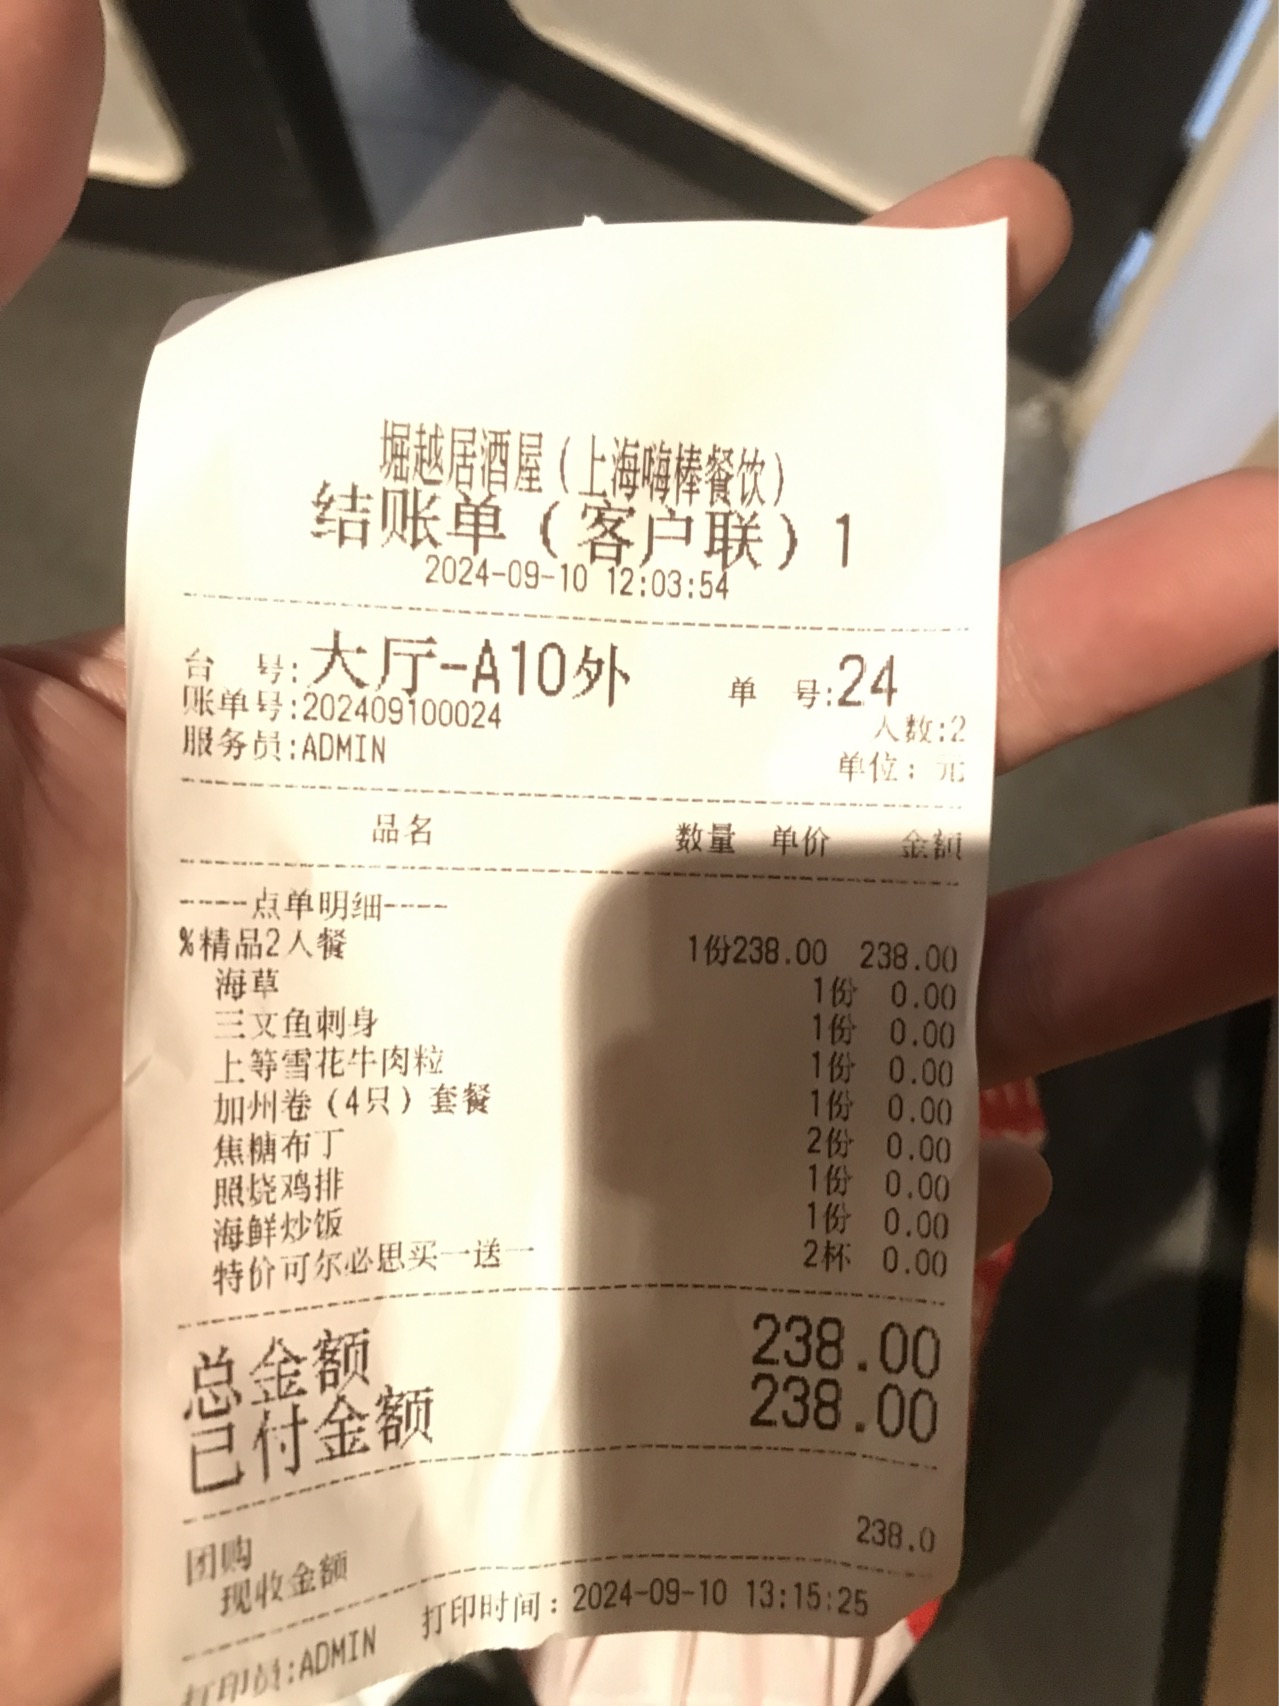 堀越居酒屋（上海嗨棒餐饮）
结账单（客户联）1
2024-09-10 12:03:54
台 号:大厅-A10外 单 号:24
账单号:202409100024 人数:2
服务员:ADMIN 单位：元
品名 数量 单价 金额
----点单明细----
%精品2人餐 1份238.00 238.00
海草 1份 0.00
三文鱼刺身 1份 0.00
上等雪花牛肉粒 1份 0.00
加州卷（4只）套餐 1份 0.00
焦糖布丁 2份 0.00
照烧鸡排 1份 0.00
海鲜炒饭 1份 0.00
特价可尔必思买一送一 2杯 0.00
总金额 238.00
已付金额 238.00
团购 238.0
现收金额
打印员:ADMIN 打印时间：2024-09-10 13:15:25